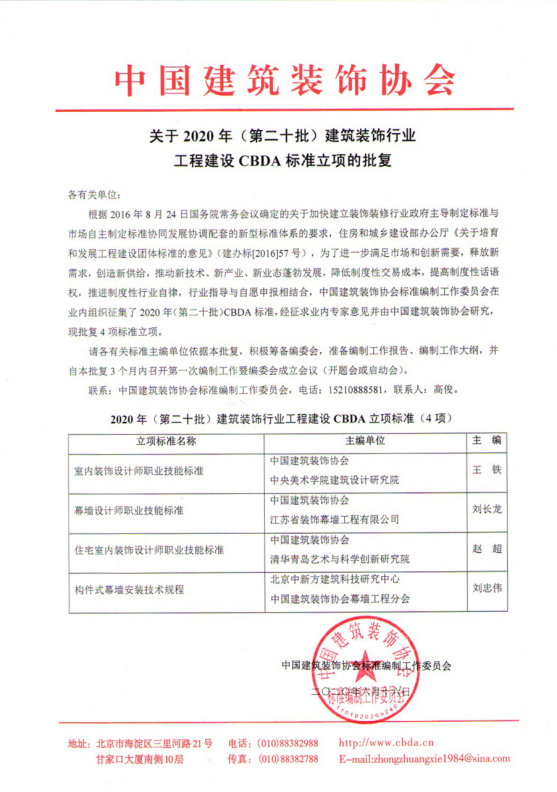 中国建筑装饰协会
关于 2020 年（第二十批）建筑装饰行业
工程建设 CBDA 标准立项的批复
各有关单位：
根据 2016 年 8 月 24 日国务院常务会议确定的关于加快建立装饰装修行业政府主导制定标准与
市场自主制定标准协同发展协调配套的新型标准体系的要求，住房和城乡建设部办公厅《关于培育
和发展工程建设团体标准的意见》（建办标[2016]57 号），为了进一步满足市场和创新需要，释放新
需求，创造新供给，推动新技术、新产业、新业态蓬勃发展，降低制度性交易成本，提高制度性话语
权，推进制度性行业自律，行业指导与自愿申报相结合，中国建筑装饰协会标准编制工作委员会在
业内组织征集了 2020 年(第二十批)CBDA 标准，经征求业内专家意见并由中国建筑装饰协会研究，
现批复 4 项标准立项。
请各有关标准主编单位依据本批复，积极筹备编委会，准备编制工作报告、编制工作大纲，并
自本批复 3 个月内召开第一次编制工作暨编委会成立会议（开题会或启动会）。
联系：中国建筑装饰协会标准编制工作委员会，电话：15210888581，联系人：高俊。
2020 年（第二十批）建筑装饰行业工程建设 CBDA 立项标准（4 项）
立项标准名称 主编单位 主 编
室内装饰设计师职业技能标准 中国建筑装饰协会 王 铁
中央美术学院建筑设计研究院
幕墙设计师职业技能标准 中国建筑装饰协会 刘长龙
江苏省装饰幕墙工程有限公司
住宅室内装饰设计师职业技能标准 中国建筑装饰协会 赵 超
清华青岛艺术与科学创新研究院
构件式幕墙安装技术规程 北京中新方建筑科技研究中心 刘忠伟
中国建筑装饰协会幕墙工程分会
中国建筑装饰协会
中国建筑装饰协会标准编制工作委员会
二〇二〇年六月十六日
标准编制工作委员会
地址：北京市海淀区三里河路 21 号 电话：(010)88382988 http://www.cbda.cn
甘家口大厦南侧 10 层 传真：(010)88382788 E-mail:zhongzhuangxie1984@sina.com